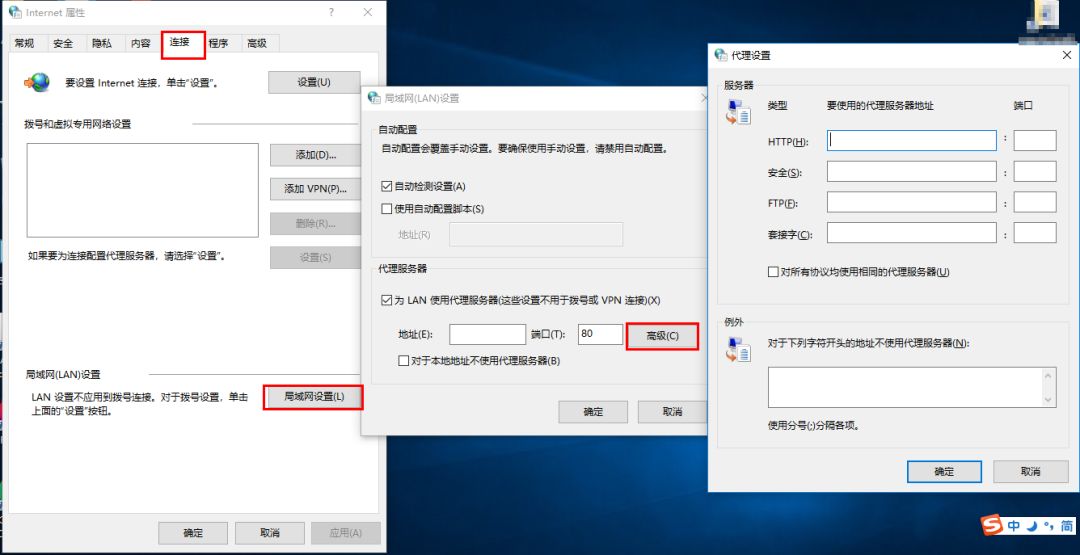 Internet 属性
?
常规 安全 隐私 内容 连接 程序 高级
要设置 Internet 连接，单击“设置”。
设置(U)
拨号和虚拟专用网络设置
添加(D)...
添加 VPN(P)...
删除(R)...
如果要为连接配置代理服务器，请选择“设置”。
设置(S)
局域网(LAN)设置
LAN 设置不应用到拨号连接。对于拨号设置，单击
上面的“设置”按钮。
局域网设置(L)
确定 取消 应用(A)
局域网(LAN)设置
自动配置
自动配置会覆盖手动设置。要确保使用手动设置，请禁用自动配置。
自动检测设置(A)
使用自动配置脚本(S)
地址(R)
代理服务器
为 LAN 使用代理服务器(这些设置不用于拨号或 VPN 连接)(X)
地址(E): 端口(T): 80 高级(C)
对于本地地址不使用代理服务器(B)
确定 取消
代理设置
服务器
类型 要使用的代理服务器地址 端口
HTTP(H): :
安全(S): :
FTP(F): :
套接字(C): :
对所有协议均使用相同的代理服务器(U)
例外
对于下列字符开头的地址不使用代理服务器(N):
使用分号(;)分隔各项。
确定 取消
S 中 简